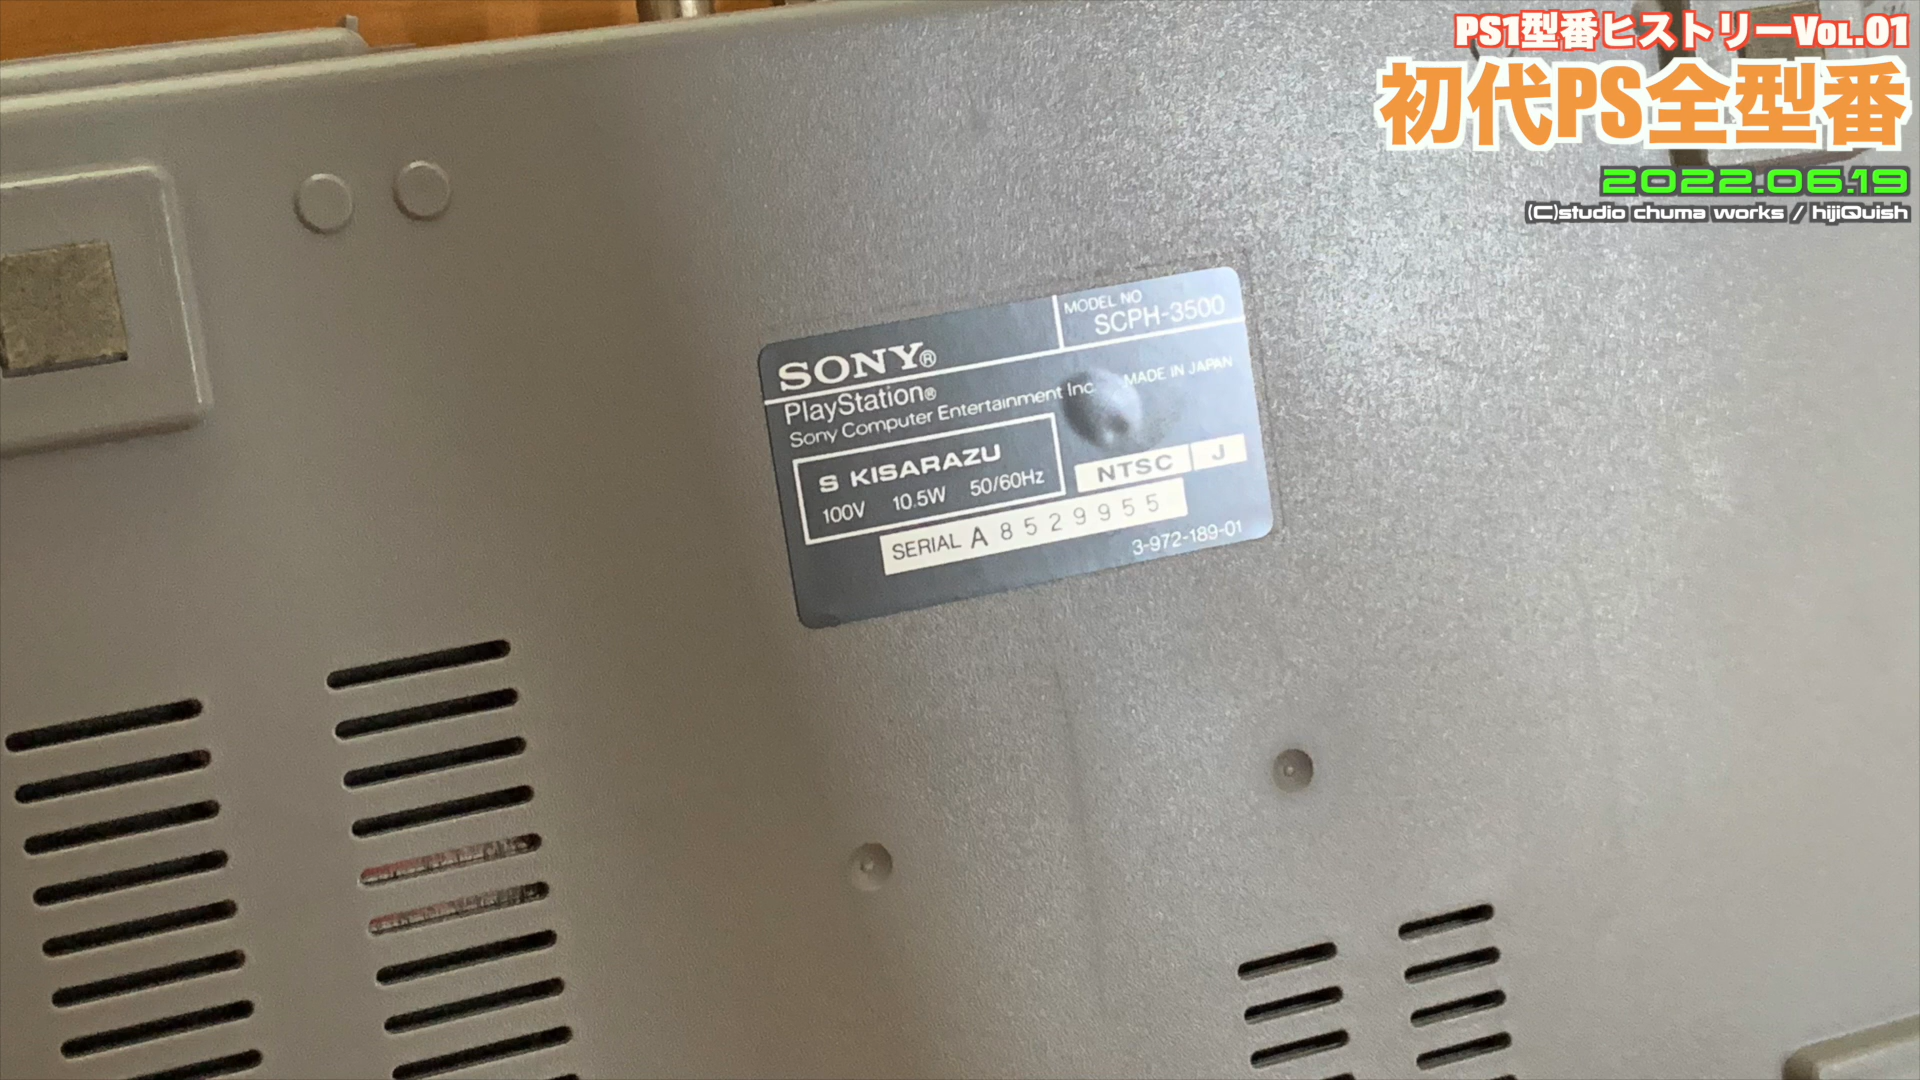 PS1型番ヒストリーVOL.01
初代PS全型番
2022.06.19
(C)studio chuma works / hijiQuish
MODEL NO
SCPH-3500
SONY®
PlayStation®
MADE IN JAPAN
Sony Computer Entertainment Inc.
S KISARAZU
100V 10.5W 50/60Hz
NTSC J
SERIAL A 8529955
3-972-189-01